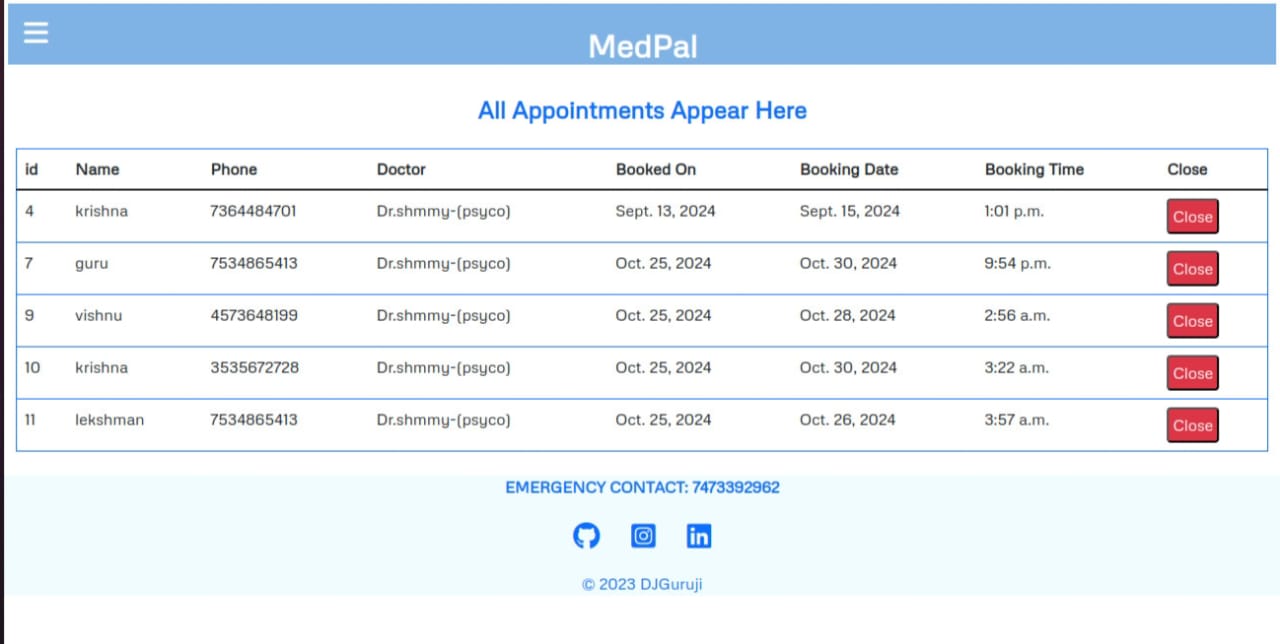 MedPal
All Appointments Appear Here
id Name Phone Doctor Booked On Booking Date Booking Time Close
4 krishna 7364484701 Dr.shmmy-(psyco) Sept. 13, 2024 Sept. 15, 2024 1:01 p.m. Close
7 guru 7534865413 Dr.shmmy-(psyco) Oct. 25, 2024 Oct. 30, 2024 9:54 p.m. Close
9 vishnu 4573648199 Dr.shmmy-(psyco) Oct. 25, 2024 Oct. 28, 2024 2:56 a.m. Close
10 krishna 3535672728 Dr.shmmy-(psyco) Oct. 25, 2024 Oct. 30, 2024 3:22 a.m. Close
11 lekshman 7534865413 Dr.shmmy-(psyco) Oct. 25, 2024 Oct. 26, 2024 3:57 a.m. Close
EMERGENCY CONTACT: 7473392962
in
© 2023 DJGuruji